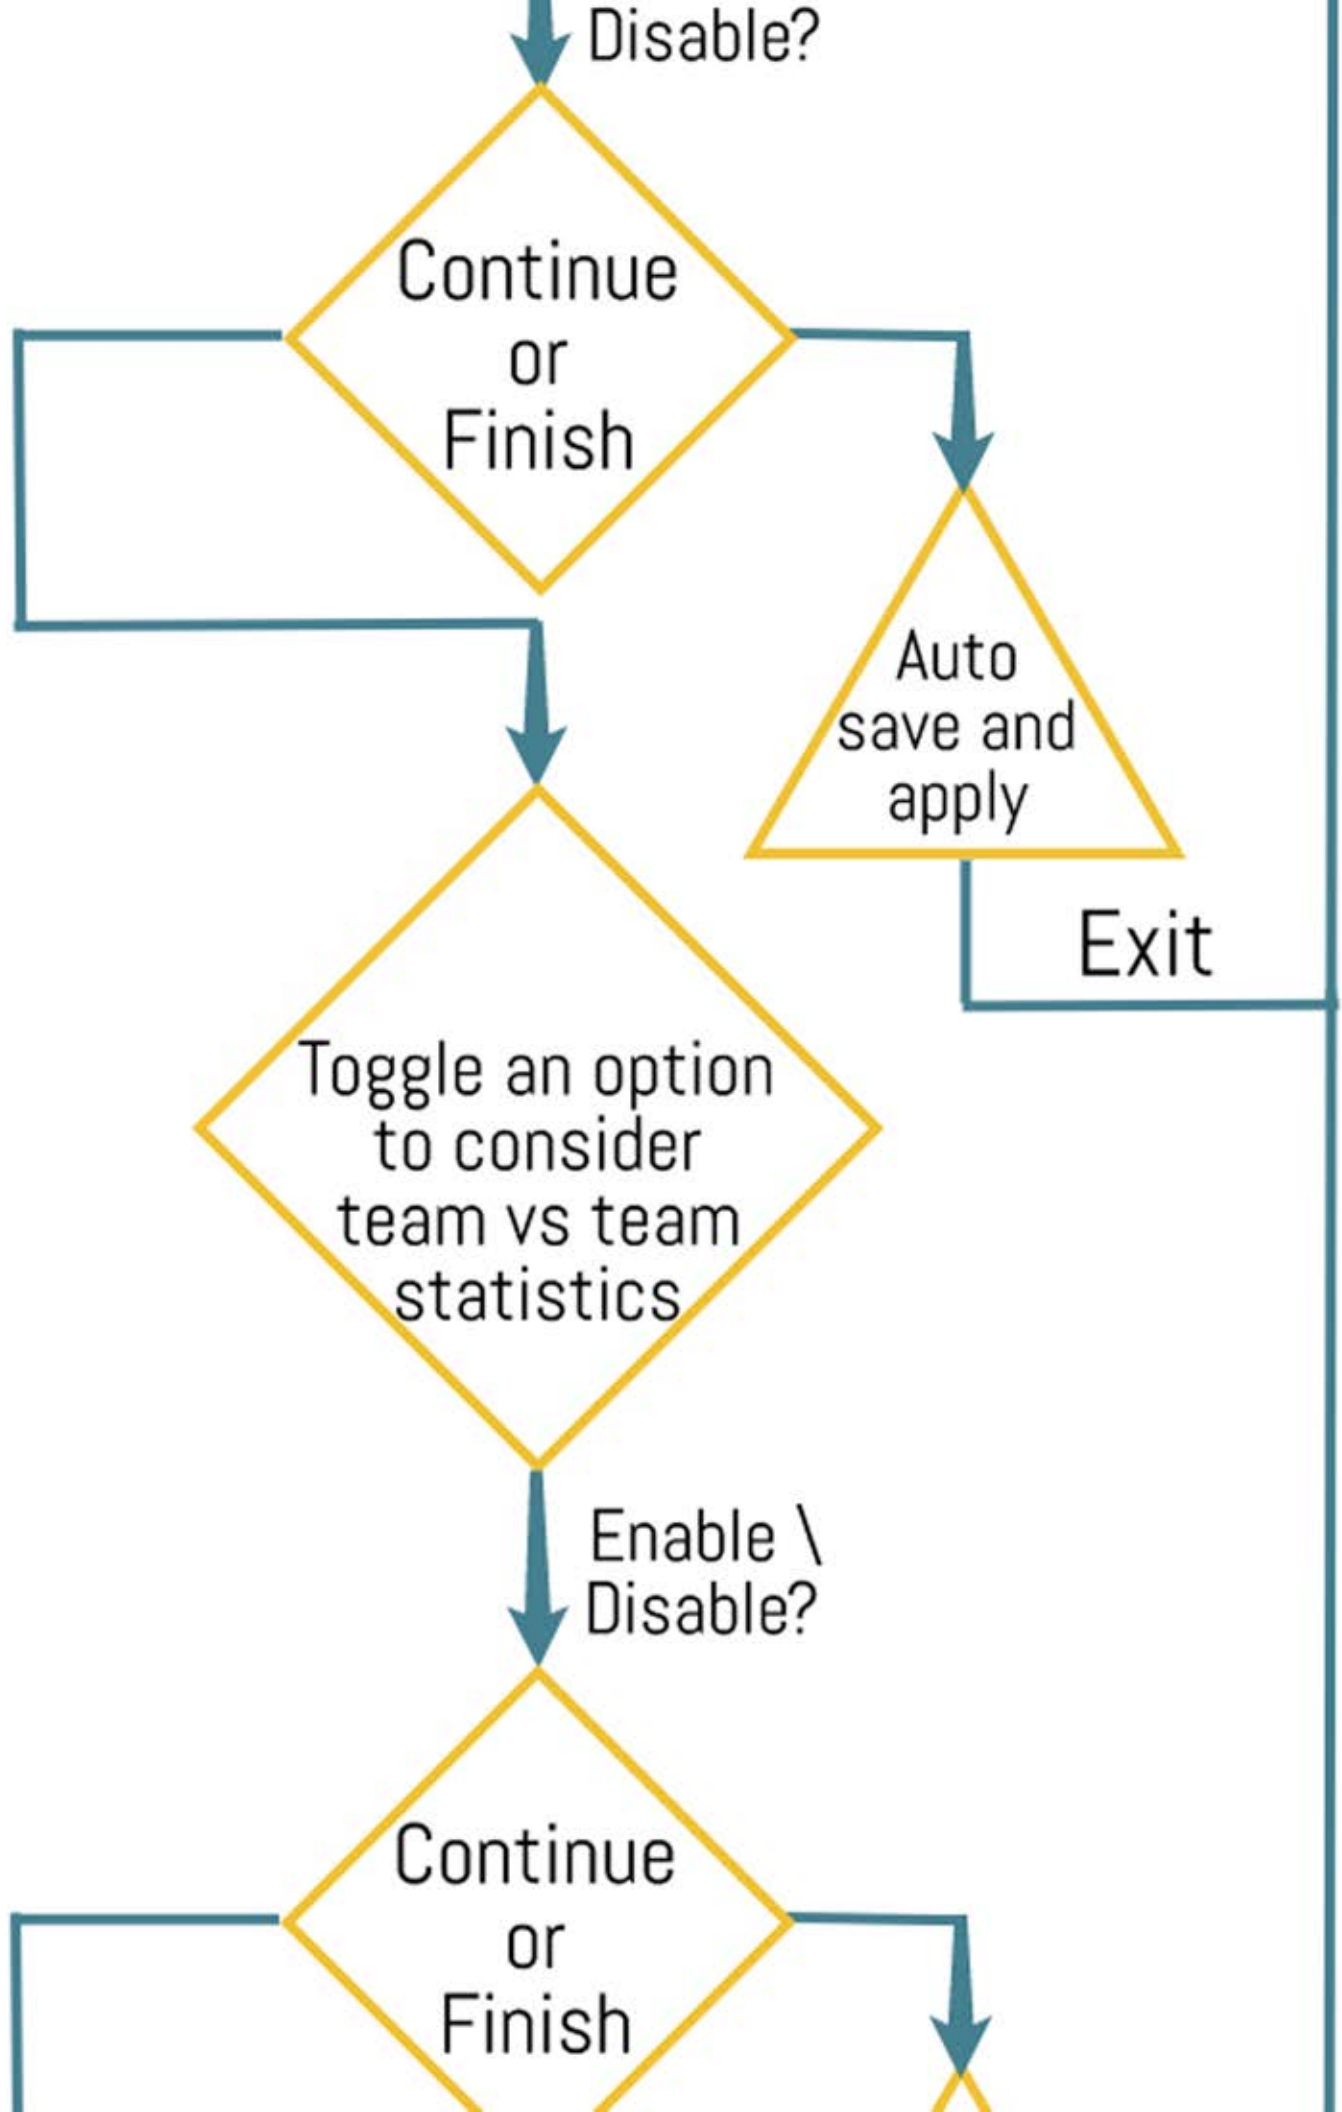 Disable?
Continue
or
Finish
Auto
save and
apply
Exit
Toggle an option
to consider
team vs team
statistics
Enable \
Disable?
Continue
or
Finish